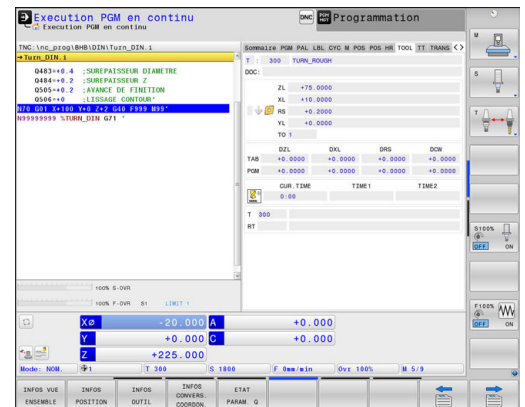 Execution PGM en continu
Execution PGM en continu
DNC
Programmation
TNC:\nc_prog\BHB\DIN\Turn_DIN.i
→Turn_DIN.i
Q483=+0.4 ;SUREPAISSEUR DIAMETRE
Q484=+0.2 ;SUREPAISSEUR Z
Q505=+0.2 ;AVANCE DE FINITION
Q506=+0 ;LISSAGE CONTOUR*
N70 G01 X+100 Y+0 Z+2 G40 F999 M99*
N99999999 %TURN_DIN G71 *
100% S-OVR
100% F-OVR S1 LIMIT 1
Sommaire PGM PAL LBL CYC M POS POS HR TOOL TT TRANS
T : 300 TURN_ROUGH
DOC:
ZL +75.0000
XL +10.0000
RS +0.2000
YL +0.0000
TO 1
DZL DXL DRS DCW
TAB +0.0000 +0.0000 +0.0000 +0.0000
PGM +0.0000 +0.0000 +0.0000 +0.0000
CUR.TIME TIME1 TIME2
0:00
T 300
RT
XØ -20.000 A +0.000
Y +0.000 C +0.000
Z +225.000
Mode: NOM. 1 T 300 S 1800 F 0mm/min Ovr 100% M 5/9
M
S
T
S100%
OFF ON
F100%
OFF ON
INFOS VUE ENSEMBLE
INFOS POSITION
INFOS OUTIL
INFOS CONVERS. COORDON.
ETAT PARAM. Q